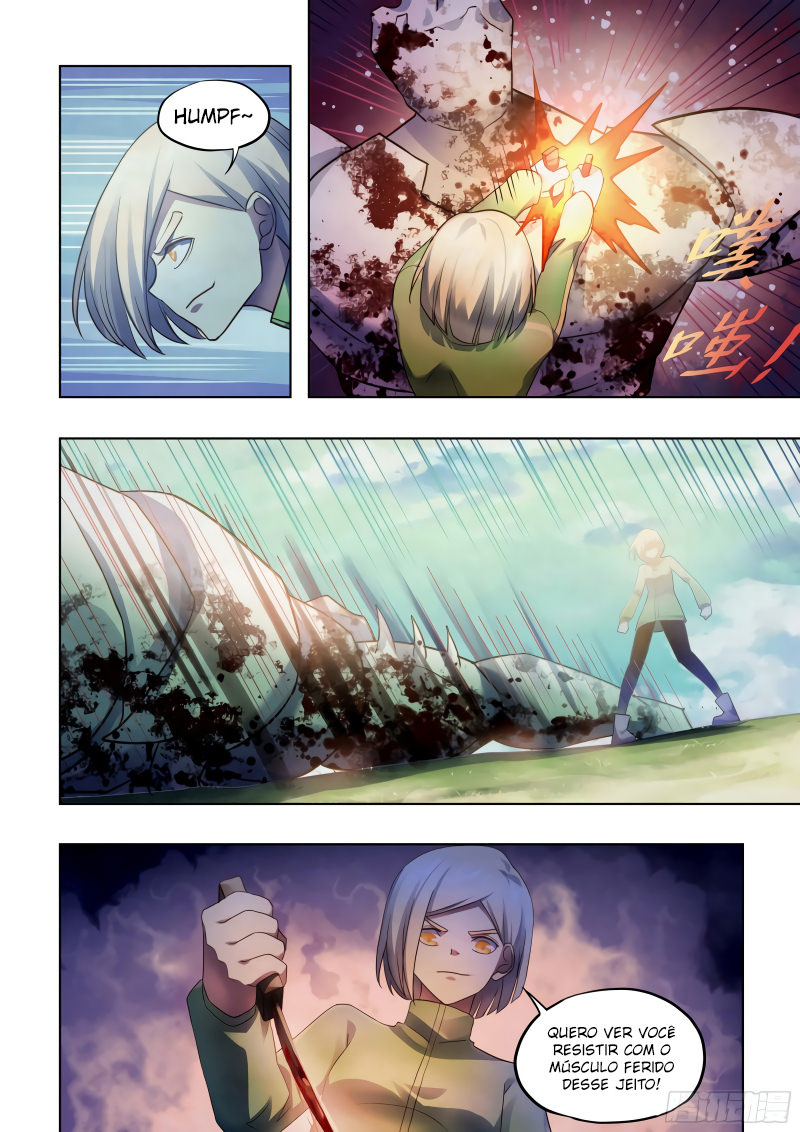 HUMPF~
噗
嗤!
QUERO VER VOCÊ
RESISTIR COM O
MÚSCULO FERIDO
DESSE JEITO!